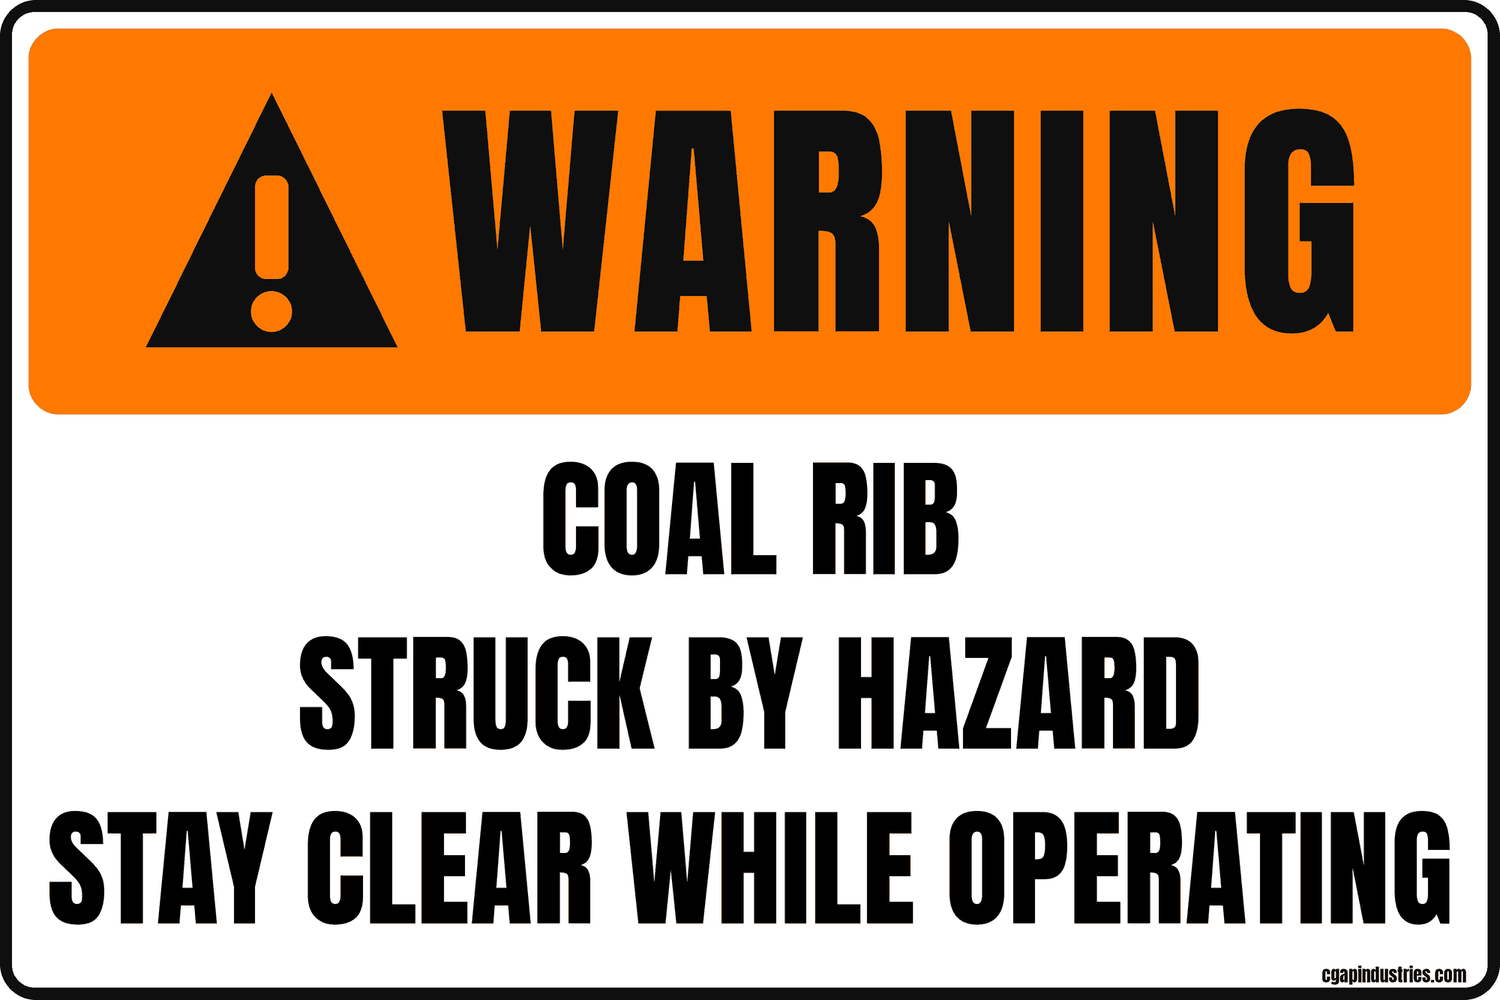 WARNING
COAL RIB
STRUCK BY HAZARD
STAY CLEAR WHILE OPERATING
cgapindustries.com